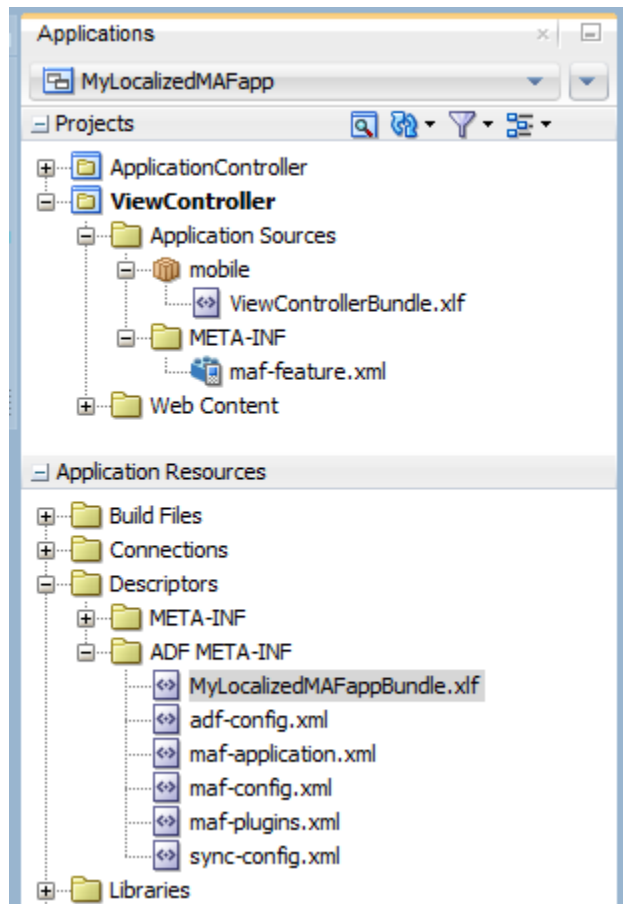 Applications
MyLocalizedMAFapp
Projects
ApplicationController
ViewController
Application Sources
mobile
ViewControllerBundle.xlf
META-INF
maf-feature.xml
Web Content
Application Resources
Build Files
Connections
Descriptors
META-INF
ADF META-INF
MyLocalizedMAFappBundle.xlf
adf-config.xml
maf-application.xml
maf-config.xml
maf-plugins.xml
sync-config.xml
Libraries